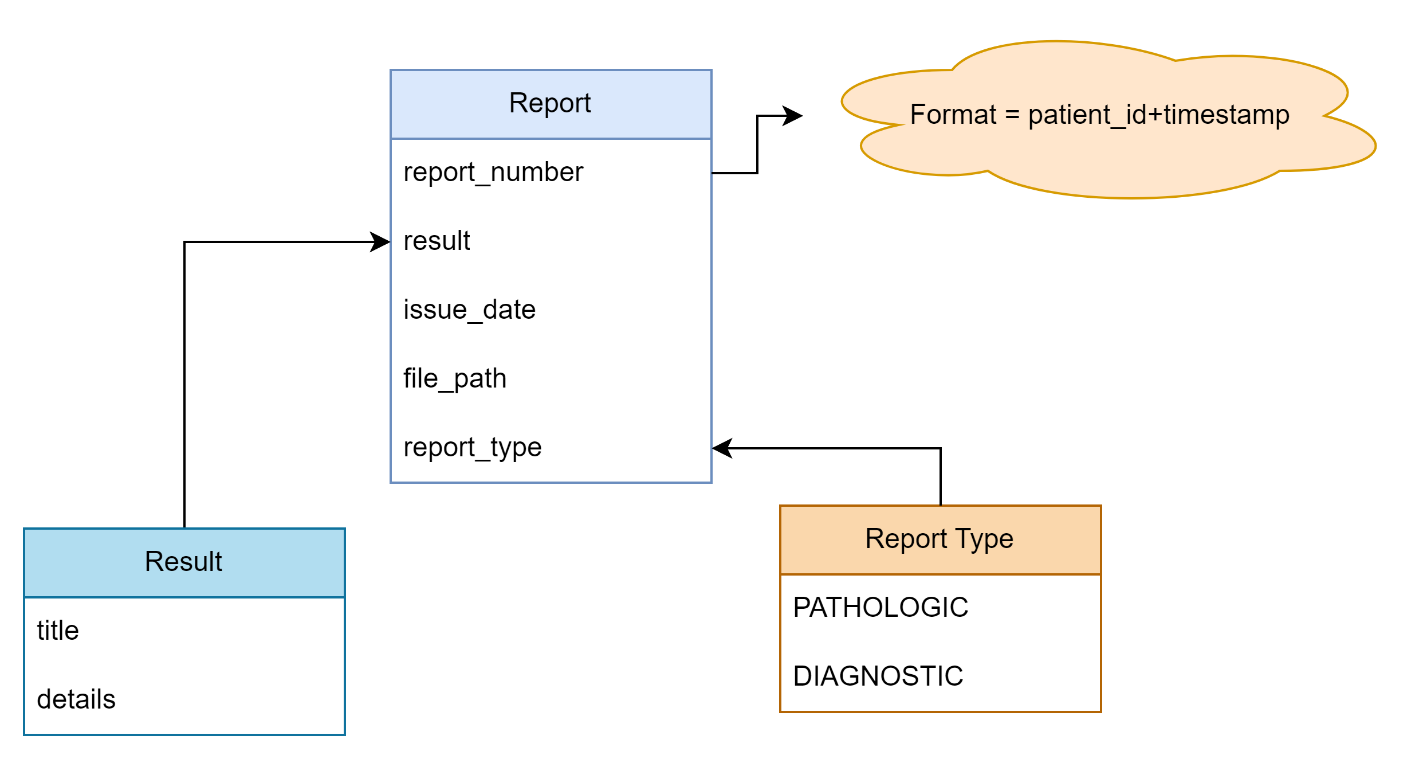 Report
report_number
result
issue_date
file_path
report_type
Format = patient_id+timestamp
Result
title
details
Report Type
PATHOLOGIC
DIAGNOSTIC